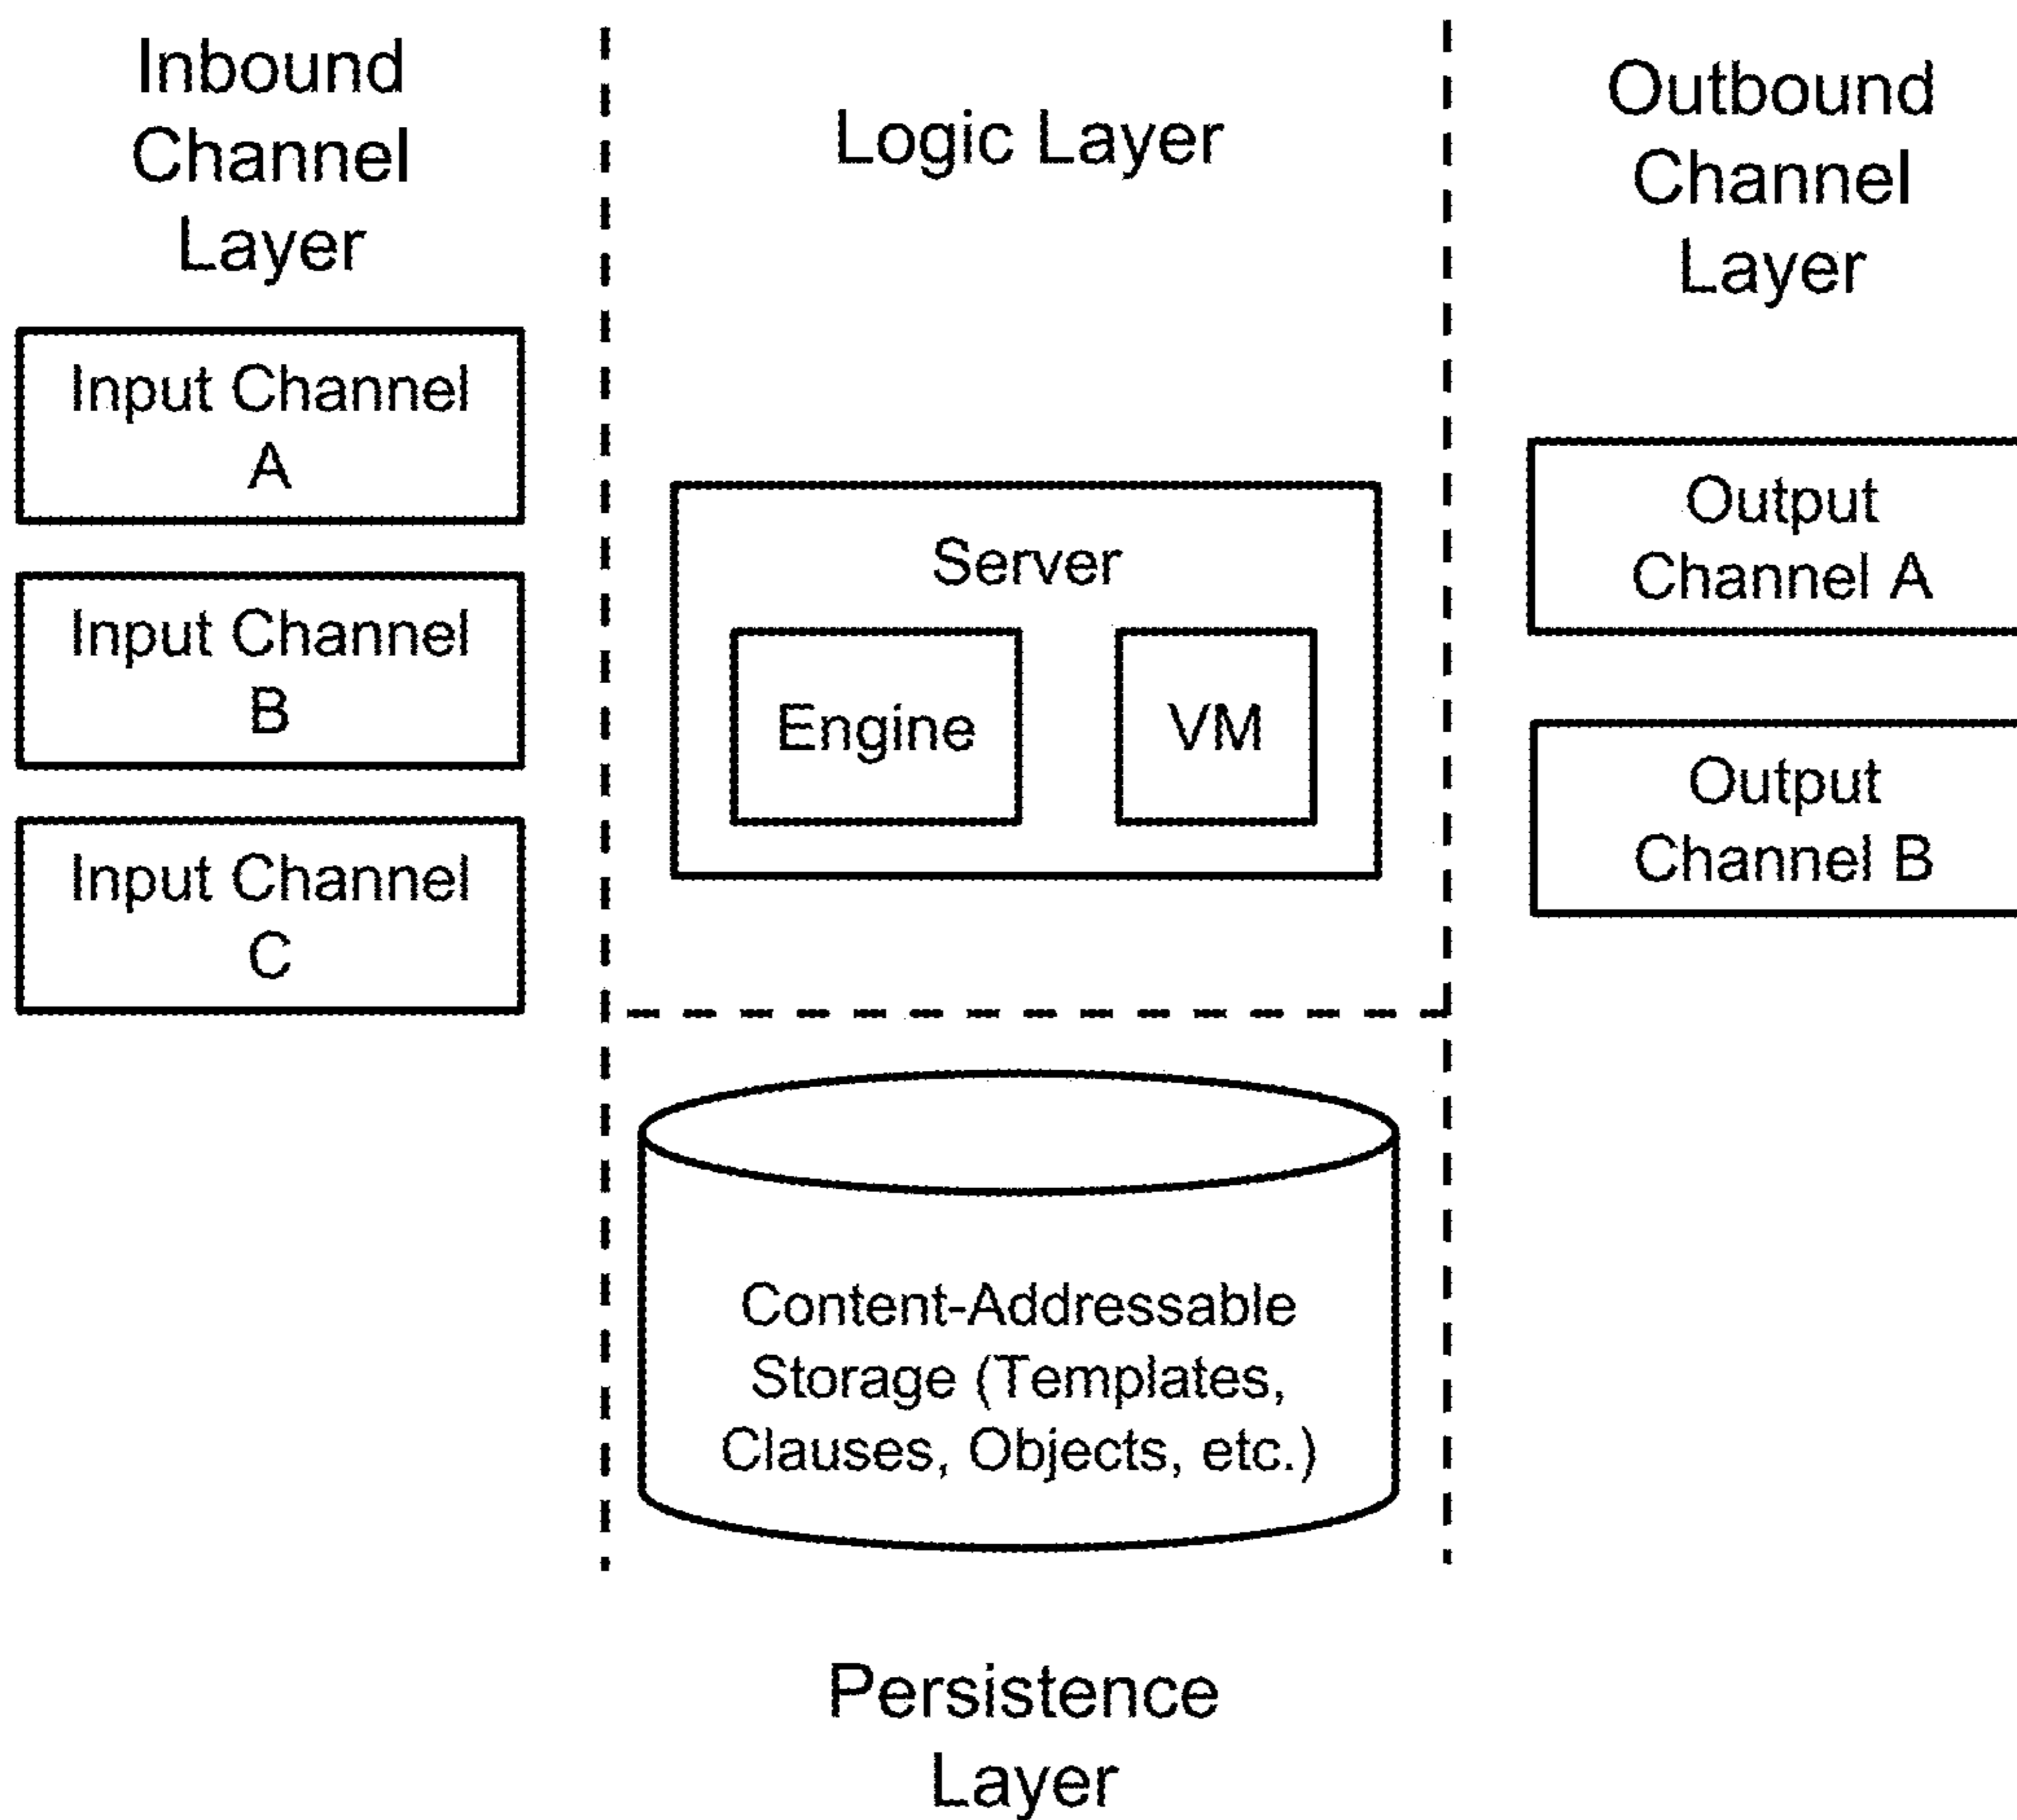 Inbound
Channel
Layer
Input Channel
A
Input Channel
B
Input Channel
C
Logic Layer
Server
Engine
VM
Content-Addressable
Storage (Templates,
Clauses, Objects, etc.)
Persistence
Layer
Outbound
Channel
Layer
Output
Channel A
Output
Channel B